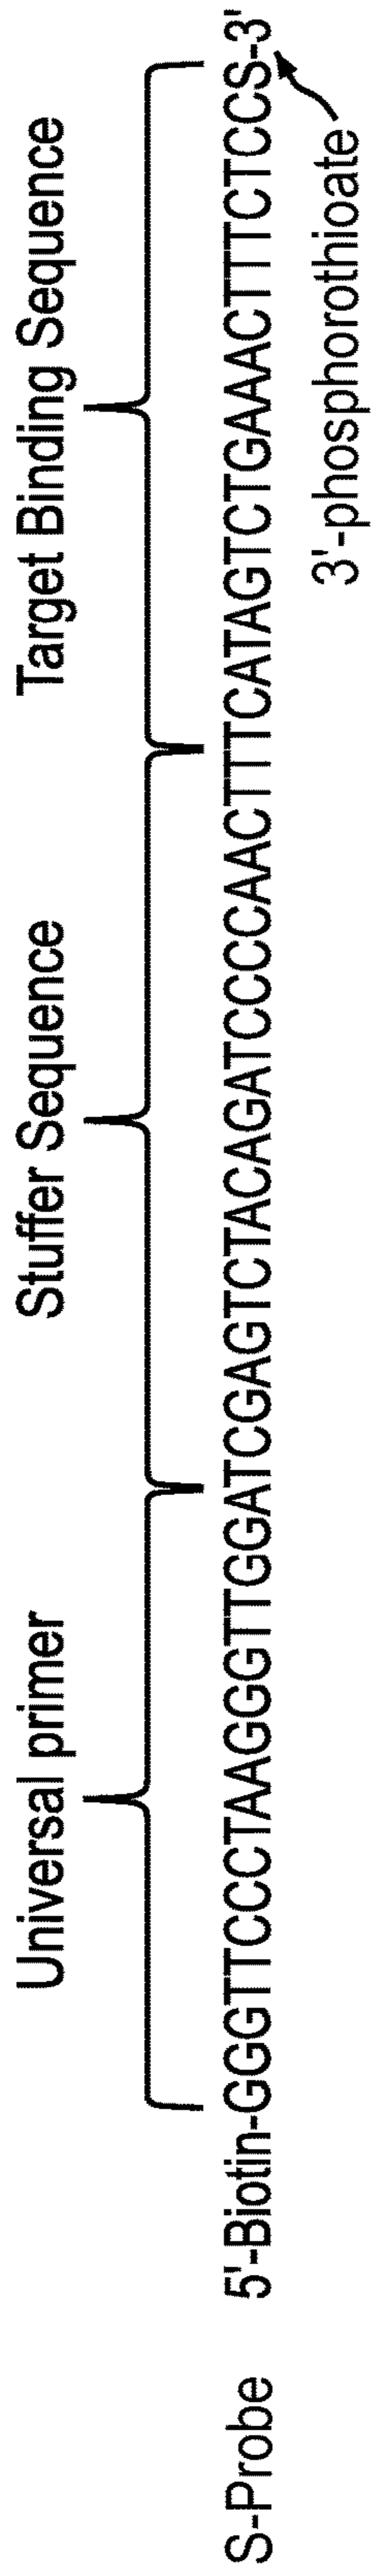 Universal primer Stuffer Sequence Target Binding Sequence
S-Probe 5'-Biotin-GGGTTCCCTAAGGGTTGGATCGAGTCTACAGATCCCCAACTTTCATAGTCTGAAACTTTCTCCS-3'
3'-phosphorothioate